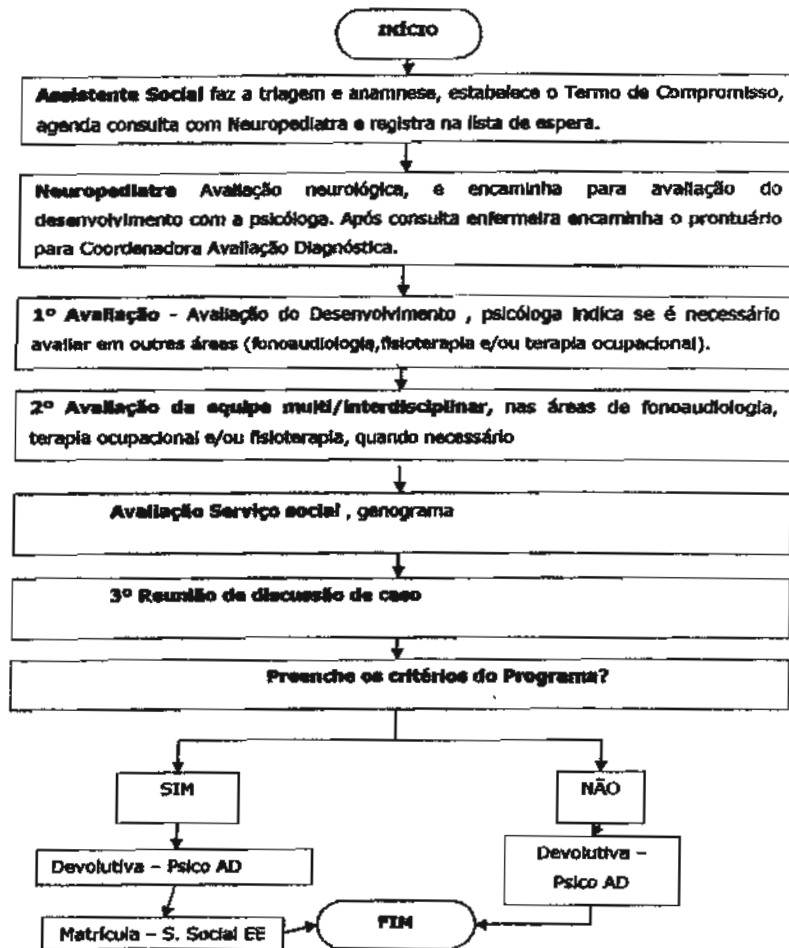 INÍCIO
Assistente Social faz a triagem e anamnese, estabelece o Termo de Compromisso,
agenda consulta com Neuropediatra e registra na lista de espera.
Neuropediatra Avaliação neurológica, e encaminha para avaliação do
desenvolvimento com a psicóloga. Após consulta enfermeira encaminha o prontuário
para Coordenadora Avaliação Diagnóstica.
1º Avaliação - Avaliação do Desenvolvimento , psicóloga indica se é necessário
avaliar em outras áreas (fonoaudiologia,fisioterapia e/ou terapia ocupacional).
2º Avaliação da equipe multi/interdisciplinar, nas áreas de fonoaudiologia,
terapia ocupacional e/ou fisioterapia, quando necessário
Avaliação Serviço social , genograma
3º Reunião de discussão de caso
Preenche os critérios do Programa?
SIM
NÃO
Devolutiva – Psico AD
Devolutiva –
Psico AD
Matrícula – S. Social EE
FIM